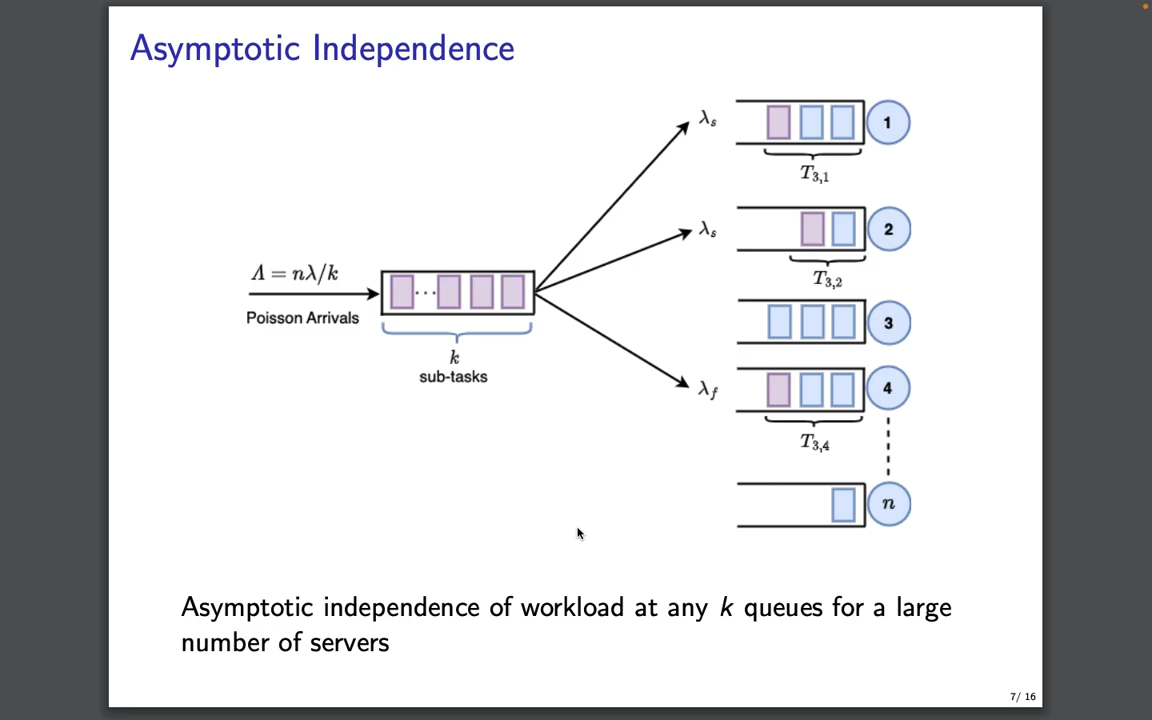 Asymptotic Independence
λₛ
1
T₃,₁
λₛ
2
T₃,₂
Λ = nλ/k
Poisson Arrivals
3
...
k
sub-tasks
λ_f
4
T₃,₄
n
Asymptotic independence of workload at any k queues for a large
number of servers
7/ 16